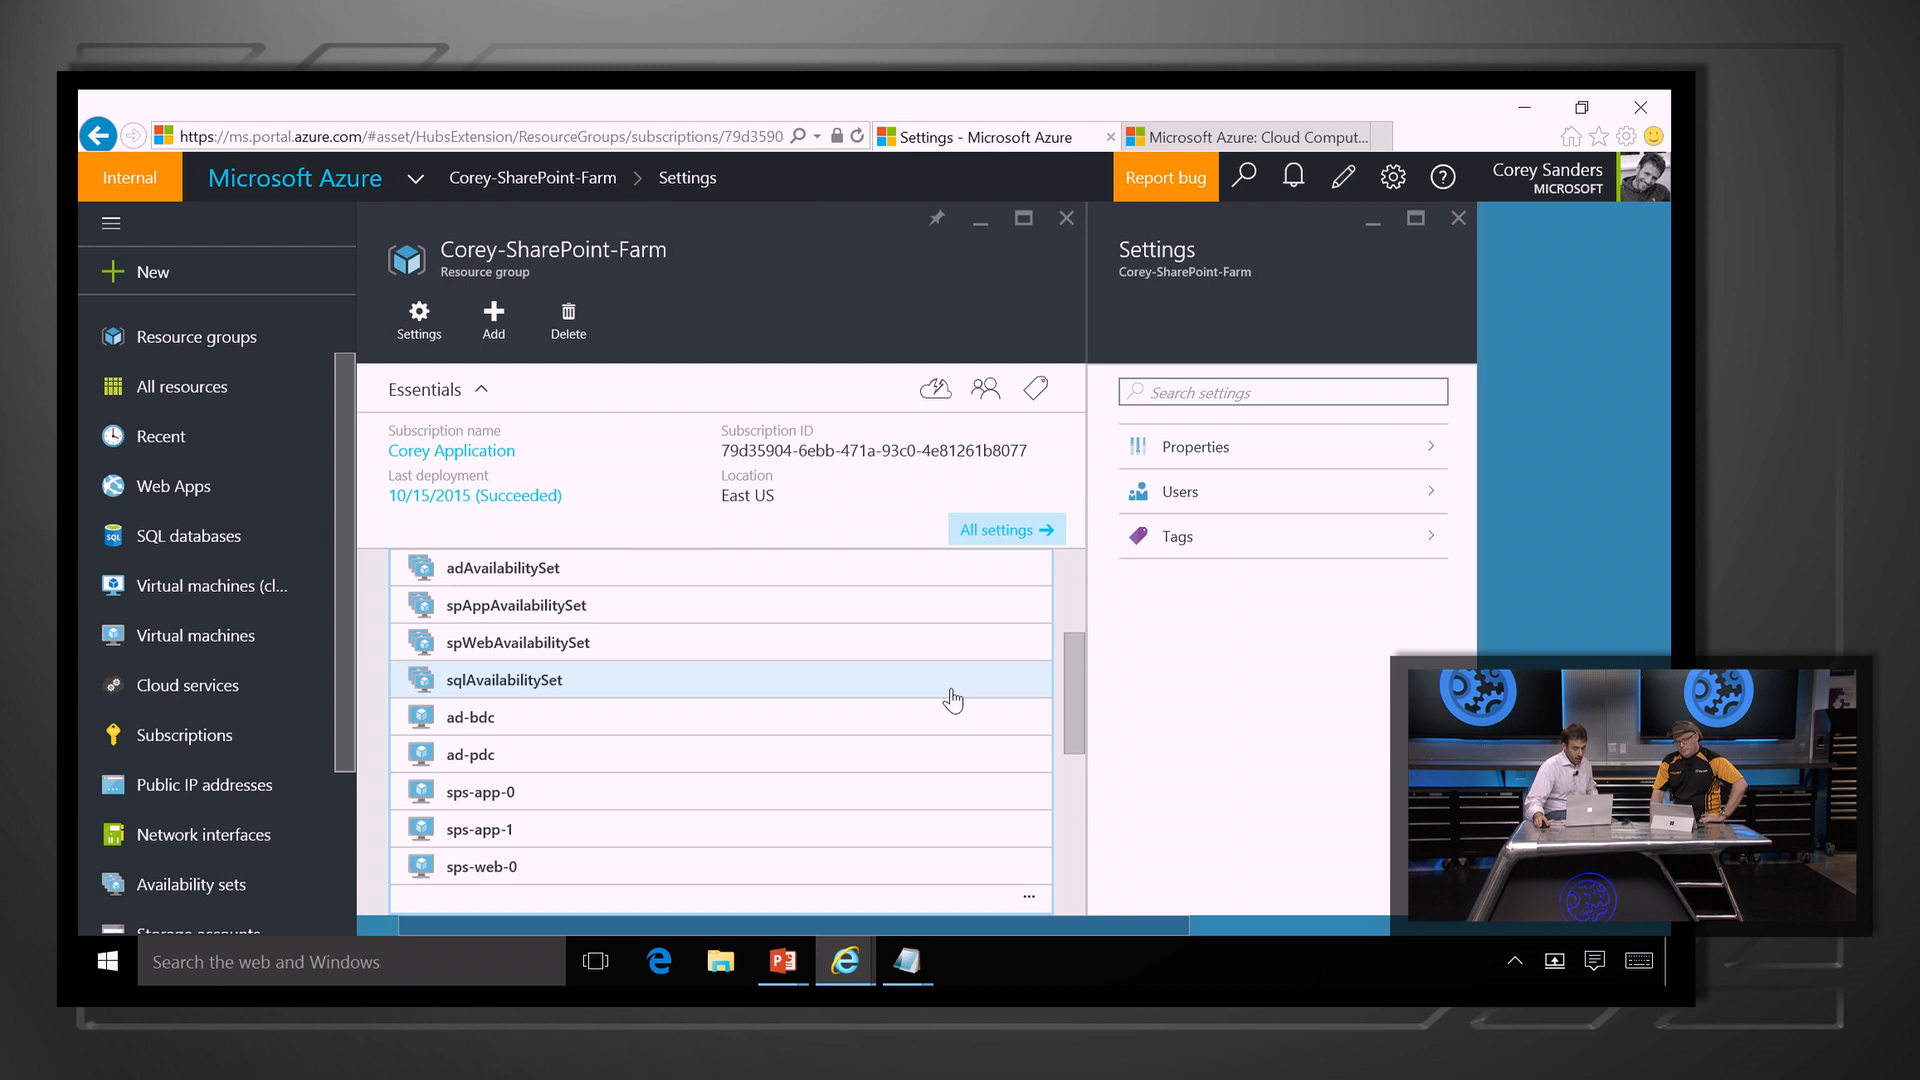 https://ms.portal.azure.com/#asset/HubsExtension/ResourceGroups/subscriptions/79d3590
Settings - Microsoft Azure
Microsoft Azure: Cloud Comput...
Internal
Microsoft Azure
Corey-SharePoint-Farm
Settings
Report bug
Corey Sanders
MICROSOFT
New
Resource groups
All resources
Recent
Web Apps
SQL
SQL databases
Virtual machines (cl...
Virtual machines
Cloud services
Subscriptions
Public IP addresses
Network interfaces
Availability sets
Storage accounts
Corey-SharePoint-Farm
Resource group
Settings
Add
Delete
Essentials
Subscription name
Corey Application
Subscription ID
79d35904-6ebb-471a-93c0-4e81261b8077
Last deployment
10/15/2015 (Succeeded)
Location
East US
All settings
adAvailabilitySet
spAppAvailabilitySet
spWebAvailabilitySet
sqlAvailabilitySet
ad-bdc
ad-pdc
sps-app-0
sps-app-1
sps-web-0
...
Settings
Corey-SharePoint-Farm
Search settings
Properties
Users
Tags
Search the web and Windows